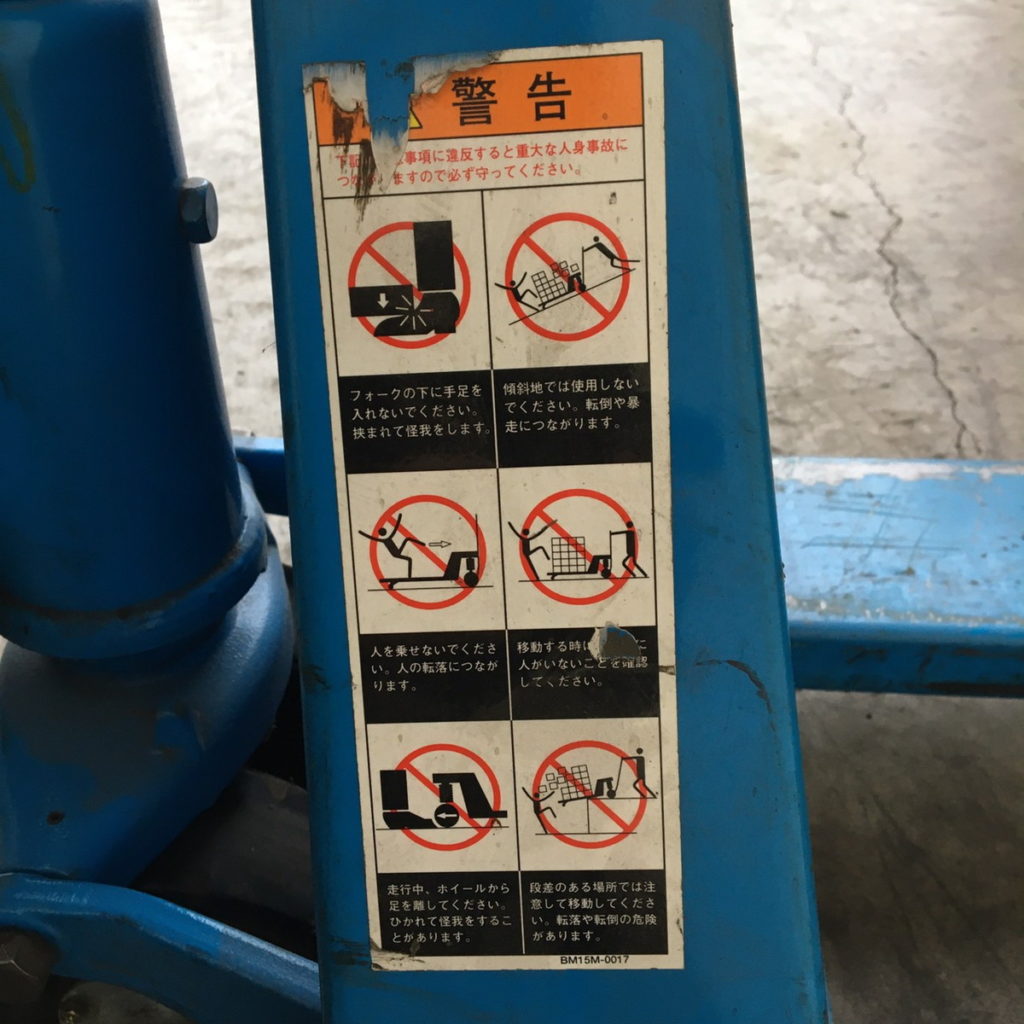 警告
下記 事項に違反すると重大な人身事故に
つ ますので必ず守ってください。
フォークの下に手足を
入れないでください。
挟まれて怪我をします。
傾斜地では使用しない
でください。転倒や暴
走につながります。
人を乗せないでくださ
い。人の転落につなが
ります。
移動する時に に
人がいないことを確認
してください。
走行中、ホイールから
足を離してください。
ひかれて怪我をするこ
とがあります。
段差のある場所では注
意して移動してくださ
い。転落や転倒の危険
があります。
BM15M-0017